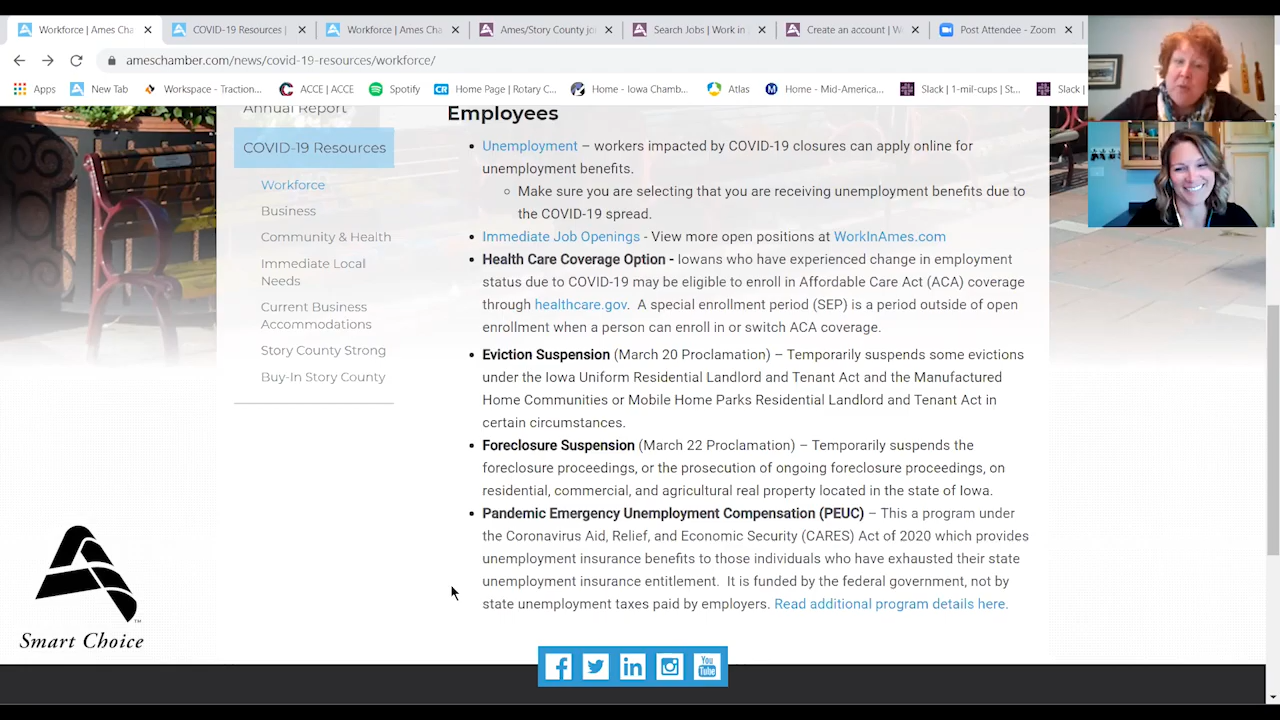 Workforce | Ames Cha
COVID-19 Resources |
Workforce | Ames Cha
Ames/Story County jo
Search Jobs | Work in
Create an account | W
Post Attendee - Zoom
ameschamber.com/news/covid-19-resources/workforce/
Apps
New Tab
Workspace - Traction...
ACCE | ACCE
Spotify
Home Page | Rotary C...
Home - Iowa Chamb...
Atlas
Home - Mid-America...
Slack | 1-mil-cups | St...
Slack |
Annual Report
COVID-19 Resources
Workforce
Business
Community & Health
Immediate Local
Needs
Current Business
Accommodations
Story County Strong
Buy-In Story County
Employees
Unemployment – workers impacted by COVID-19 closures can apply online for
unemployment benefits.
Make sure you are selecting that you are receiving unemployment benefits due to
the COVID-19 spread.
Immediate Job Openings - View more open positions at WorkInAmes.com
Health Care Coverage Option - Iowans who have experienced change in employment
status due to COVID-19 may be eligible to enroll in Affordable Care Act (ACA) coverage
through healthcare.gov. A special enrollment period (SEP) is a period outside of open
enrollment when a person can enroll in or switch ACA coverage.
Eviction Suspension (March 20 Proclamation) – Temporarily suspends some evictions
under the Iowa Uniform Residential Landlord and Tenant Act and the Manufactured
Home Communities or Mobile Home Parks Residential Landlord and Tenant Act in
certain circumstances.
Foreclosure Suspension (March 22 Proclamation) – Temporarily suspends the
foreclosure proceedings, or the prosecution of ongoing foreclosure proceedings, on
residential, commercial, and agricultural real property located in the state of Iowa.
Pandemic Emergency Unemployment Compensation (PEUC) – This a program under
the Coronavirus Aid, Relief, and Economic Security (CARES) Act of 2020 which provides
unemployment insurance benefits to those individuals who have exhausted their state
unemployment insurance entitlement. It is funded by the federal government, not by
state unemployment taxes paid by employers. Read additional program details here.
Smart Choice
You
Tube